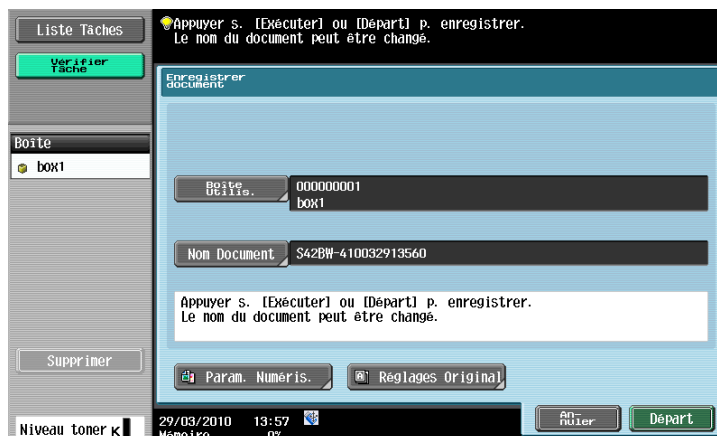 Liste Tâches
Appuyer s. [Exécuter] ou [Départ] p. enregistrer.
Le nom du document peut être changé.
Vérifier
Tâche
Enregistrer
document
Boîte
box1
Boîte
Utilis.
000000001
box1
Nom Document
S42BW-410032913560
Appuyer s. [Exécuter] ou [Départ] p. enregistrer.
Le nom du document peut être changé.
Supprimer
Param. Numéris.
Réglages Original
Niveau toner K
29/03/2010 13:57
Mémoire 0%
An-
nuler
Départ